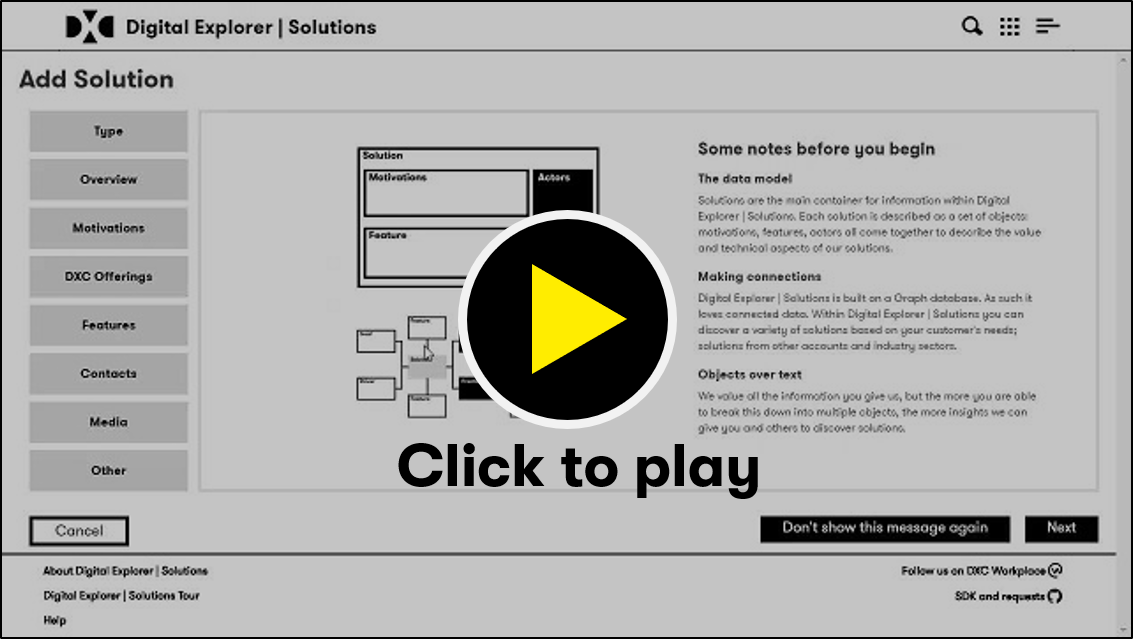 DXC Digital Explorer | Solutions
Add Solution
Type
Overview
Motivations
DXC Offerings
Features
Contacts
Media
Other
Solution
Motivations
Actors
Feature
Feature
Feature
Some notes before you begin
The data model
Solutions are the main container for information within Digital
Explorer | Solutions. Each solution is described as a set of objects:
motivations, features, actors all come together to describe the value
and technical aspects of our solutions.
Making connections
Digital Explorer | Solutions is built on a Graph database. As such it
loves connected data. Within Digital Explorer | Solutions you can
discover a variety of solutions based on your customer's needs;
solutions from other accounts and industry sectors.
Objects over text
We value all the information you give us, but the more you are able
to break this down into multiple objects, the more insights we can
give you and others to discover solutions.
Click to play
Cancel
Don't show this message again
Next
About Digital Explorer | Solutions
Digital Explorer | Solutions Tour
Help
Follow us on DXC Workplace
SDK and requests